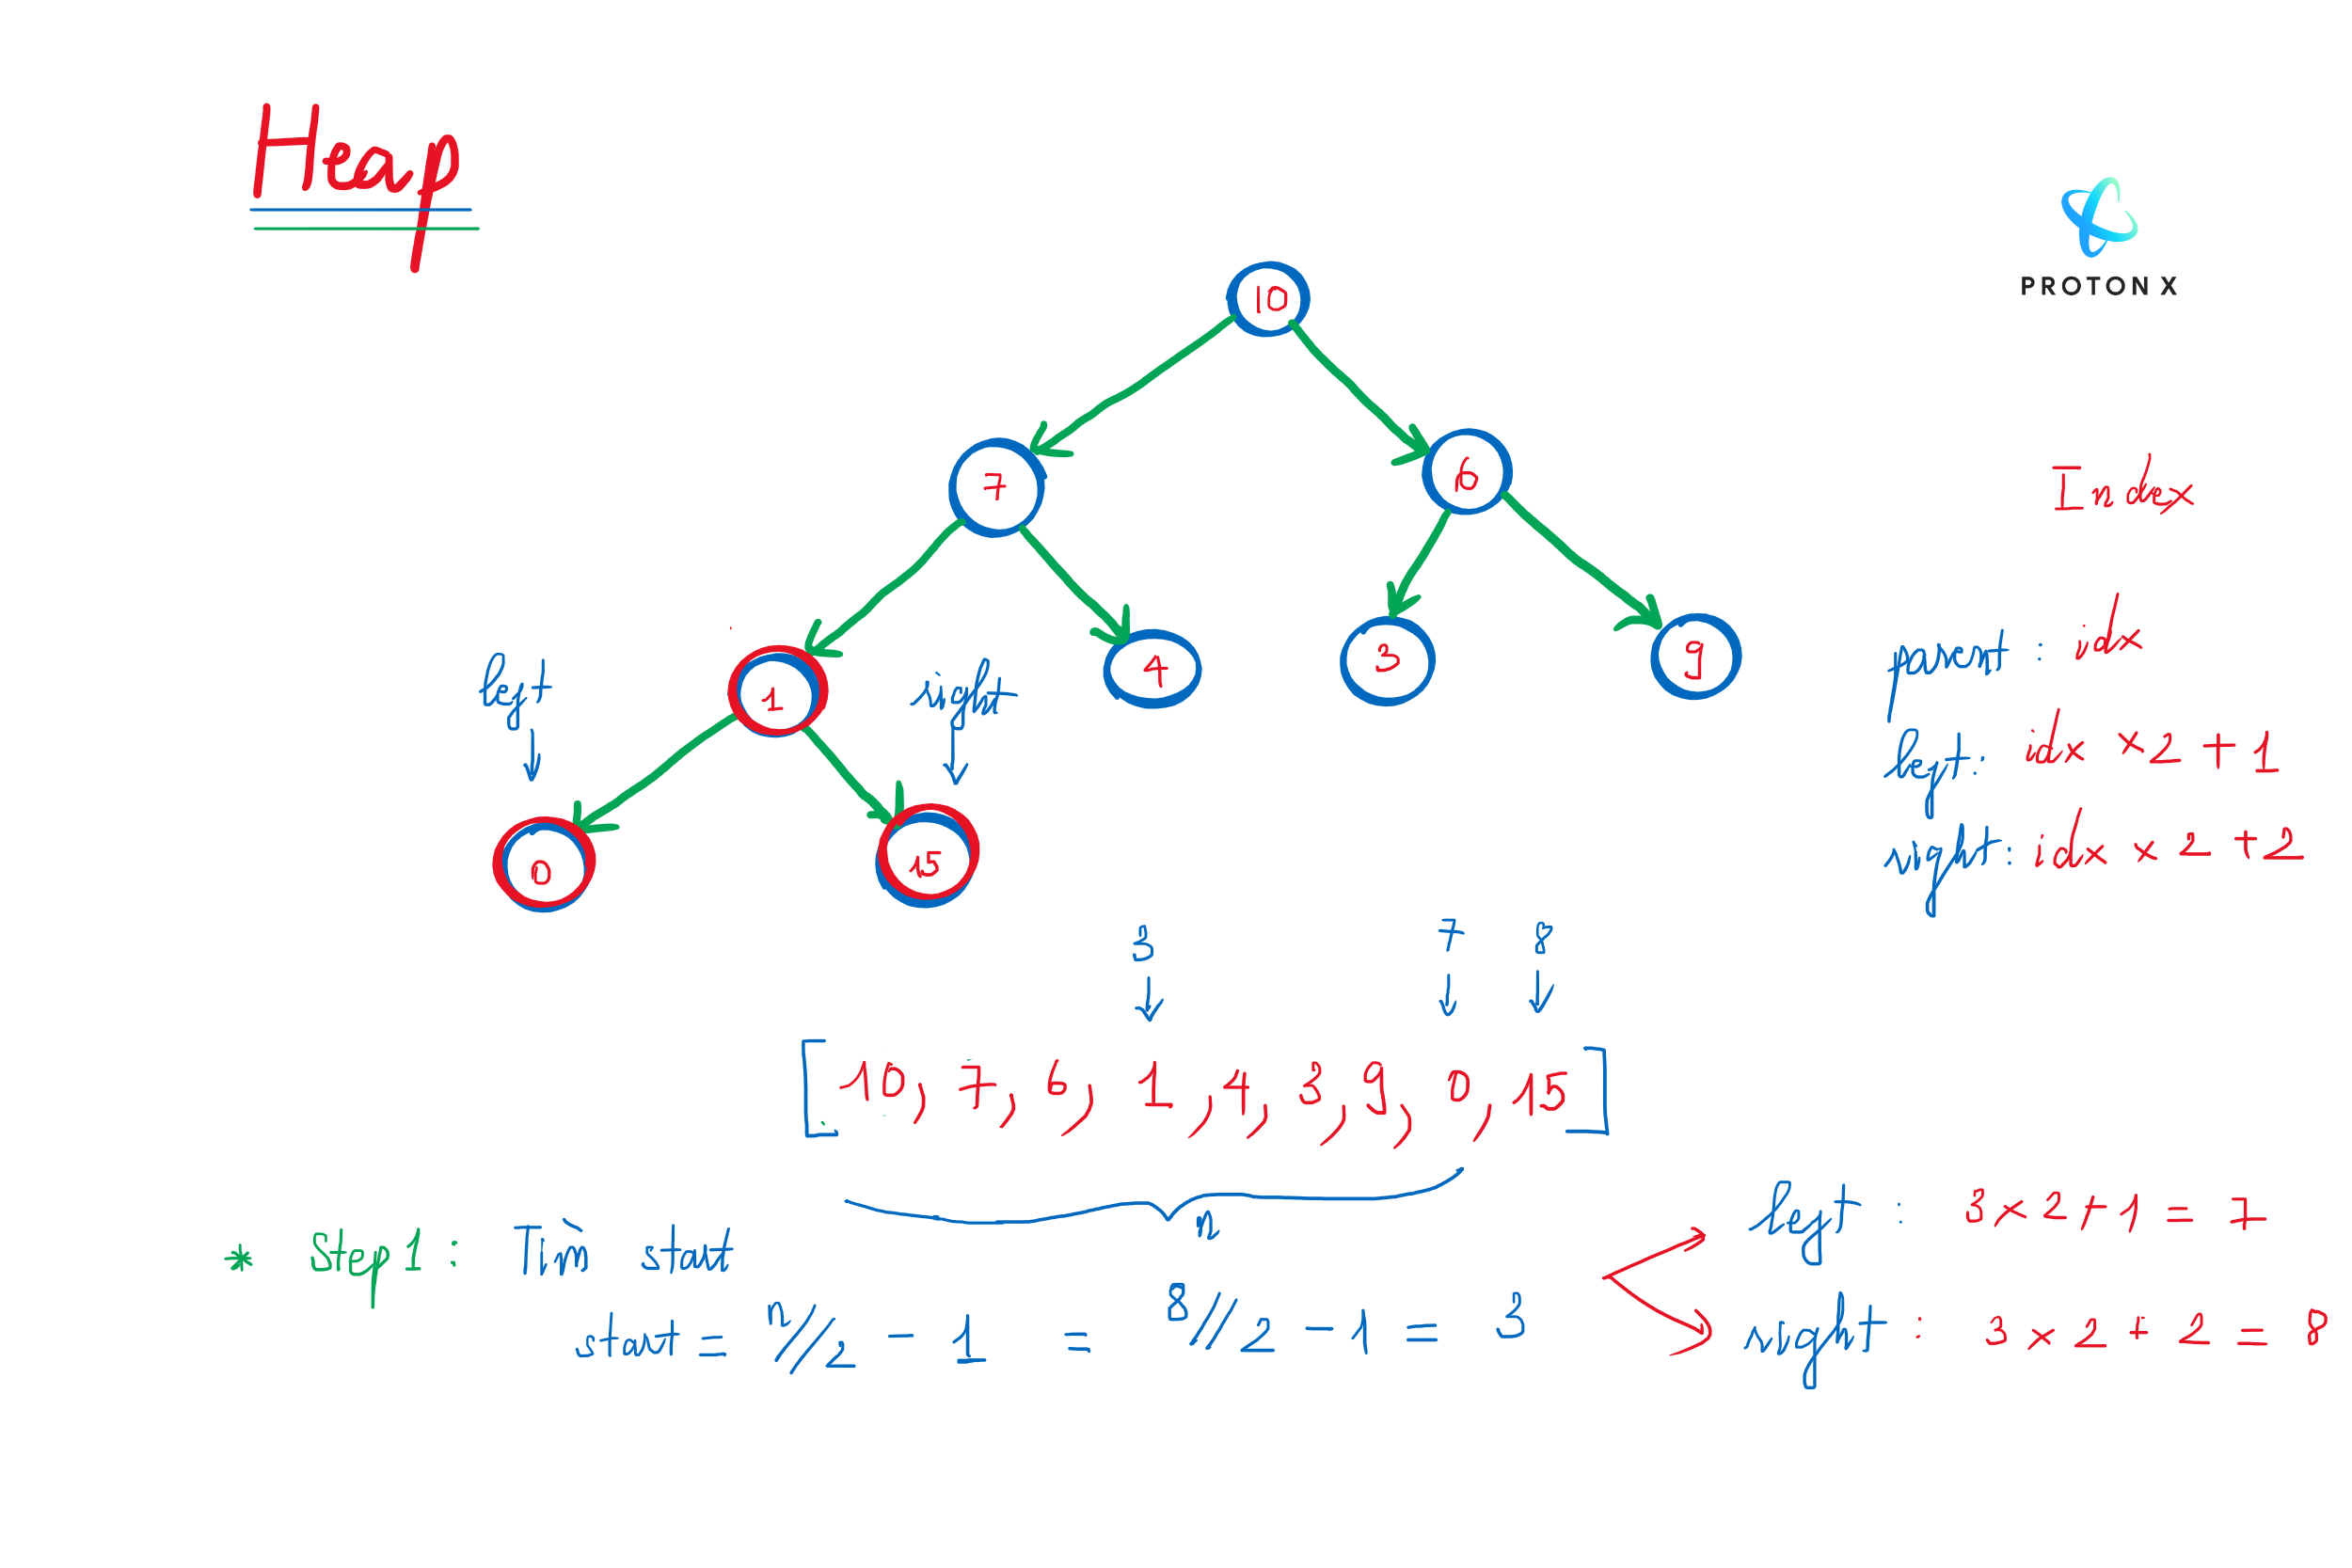 Heap
PROTONX
10
7
6
Index
1
4
3
9
left
right
parent : idx
left : idx x2 + 1
right : idx x 2 + 2
0
15
3 7 8
[ 10, 7, 6, 1, 4, 3, 9, 0, 15 ]
n
* Step 1 : Tìm start
start = n//2 - 1 = 8//2 - 1 = 3
left : 3 x 2 + 1 = 7
right : 3 x 2 + 2 = 8